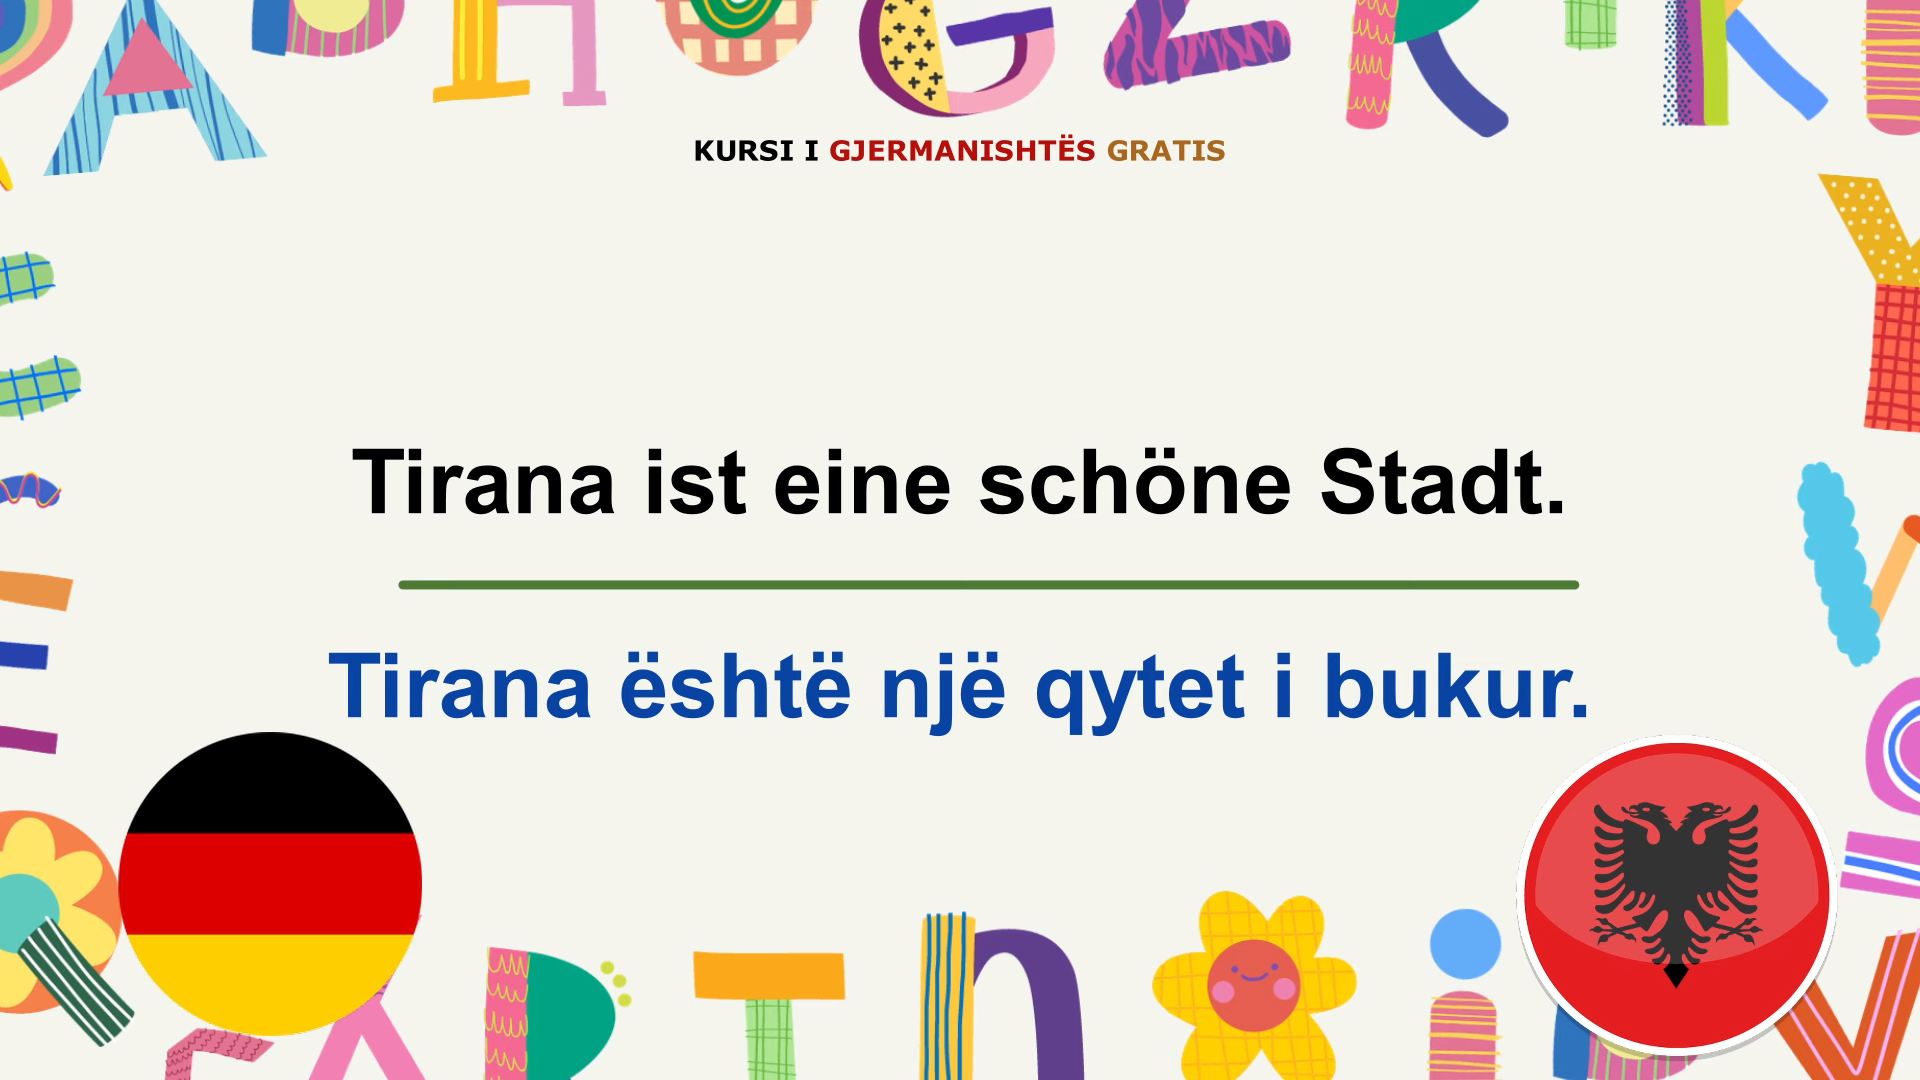 KURSI I GJERMANISHTËS GRATIS
Tirana ist eine schöne Stadt.
Tirana është një qytet i bukur.